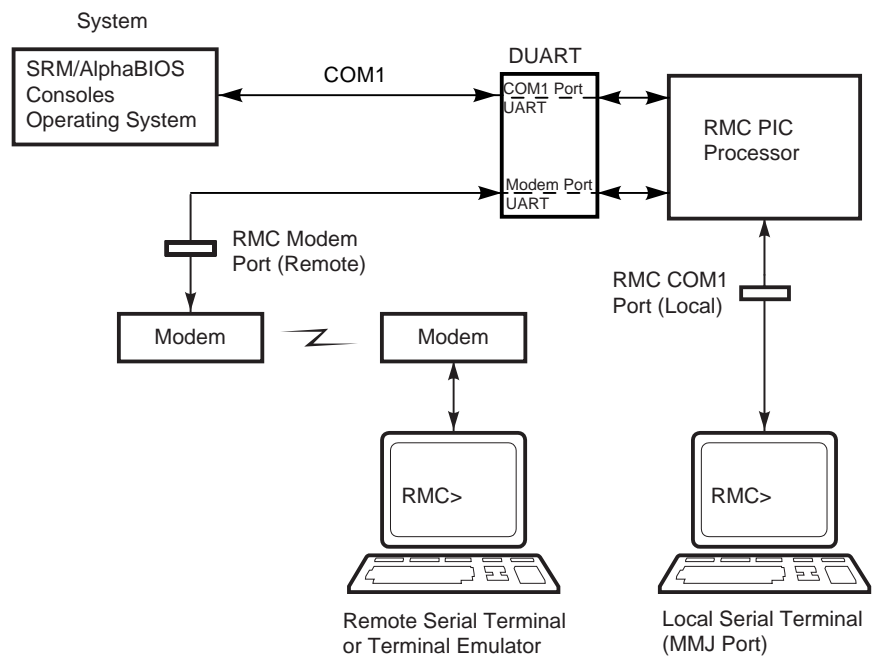 System
SRM/AlphaBIOS
Consoles
Operating System
COM1
DUART
COM1 Port
UART
Modem Port
UART
RMC PIC
Processor
RMC Modem
Port (Remote)
RMC COM1
Port (Local)
Modem
Modem
RMC>
RMC>
Remote Serial Terminal
or Terminal Emulator
Local Serial Terminal
(MMJ Port)